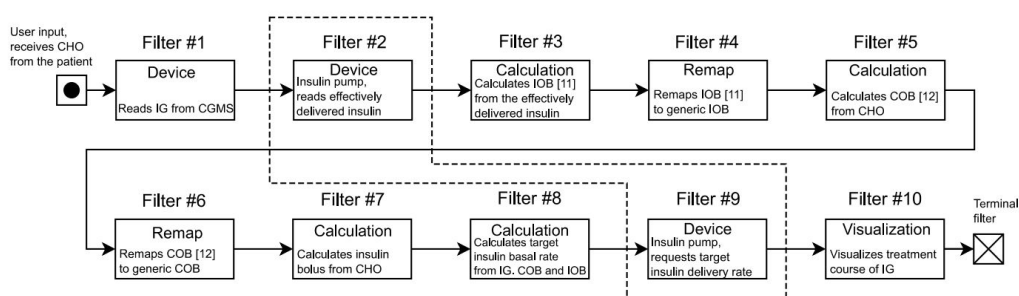 User input,
receives CHO
from the patient
Filter #1
Device
Reads IG from CGMS
Filter #2
Device
Insulin pump,
reads effectively
delivered insulin
Filter #3
Calculation
Calculates IOB [11]
from the effectively
delivered insulin
Filter #4
Remap
Remaps IOB [11]
to generic IOB
Filter #5
Calculation
Calculates COB [12]
from CHO
Filter #6
Remap
Remaps COB [12]
to generic COB
Filter #7
Calculation
Calculates insulin
bolus from CHO
Filter #8
Calculation
Calculates target
insulin basal rate
from IG. COB and IOB
Filter #9
Device
Insulin pump,
requests target
insulin delivery rate
Filter #10
Visualization
Visualizes treatment
course of IG
Terminal
filter